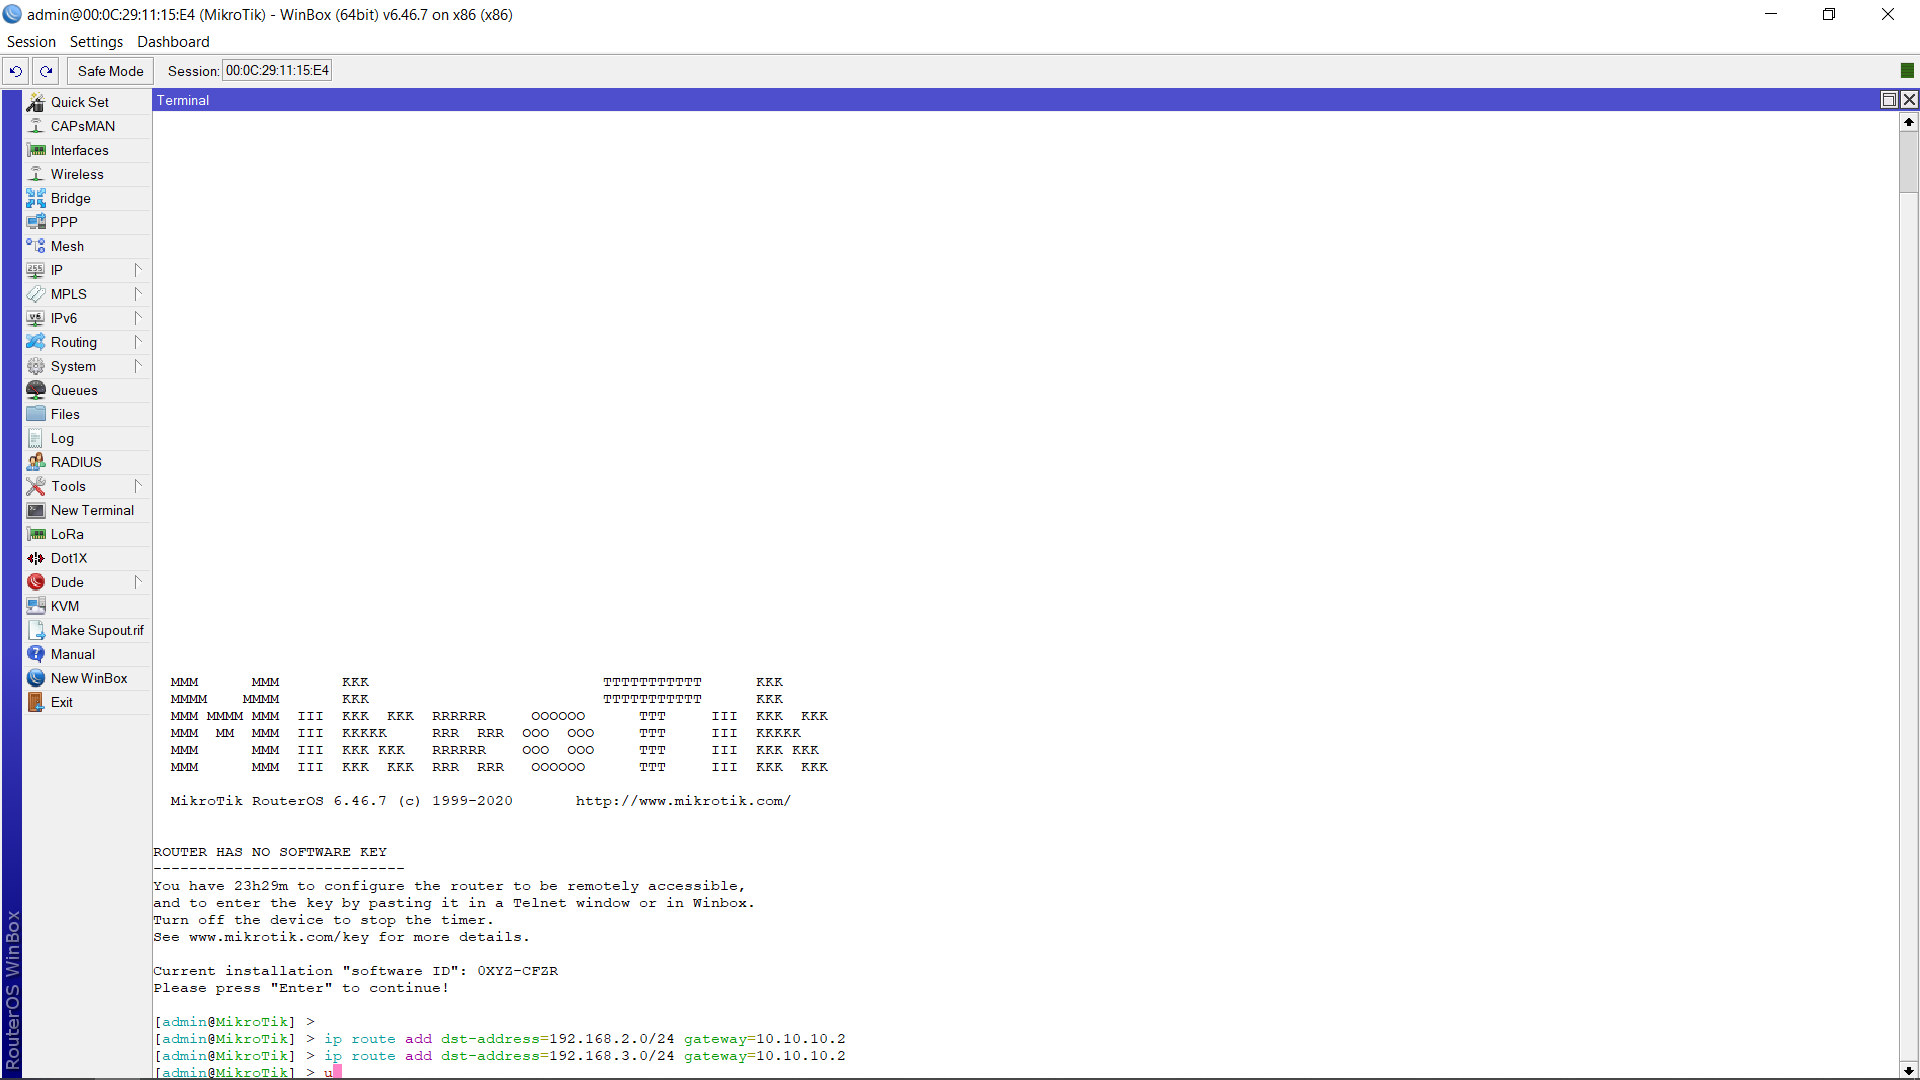 admin@00:0C:29:11:15:E4 (MikroTik) - WinBox (64bit) v6.46.7 on x86 (x86)
Session Settings Dashboard
Safe Mode Session: 00:0C:29:11:15:E4
Terminal
Quick Set
CAPsMAN
Interfaces
Wireless
Bridge
PPP
Mesh
IP
MPLS
IPv6
Routing
System
Queues
Files
Log
RADIUS
Tools
New Terminal
LoRa
Dot1X
Dude
KVM
Make Supout.rif
Manual
New WinBox
Exit
RouterOS WinBox
MMM      MMM       KKK                          TTTTTTTTTTT      KKK
MMMM    MMMM       KKK                          TTTTTTTTTTT      KKK
MMM MMMM MMM  III  KKK  KKK  RRRRRR     OOOOOO      TTT     III  KKK  KKK
MMM  MM  MMM  III  KKKKK     RRR  RRR  OOO  OOO     TTT     III  KKKKK
MMM      MMM  III  KKK KKK   RRRRRR    OOO  OOO     TTT     III  KKK KKK
MMM      MMM  III  KKK  KKK  RRR  RRR   OOOOOO      TTT     III  KKK  KKK
MikroTik RouterOS 6.46.7 (c) 1999-2020       http://www.mikrotik.com/
ROUTER HAS NO SOFTWARE KEY
----------------------------
You have 23h29m to configure the router to be remotely accessible,
and to enter the key by pasting it in a Telnet window or in Winbox.
Turn off the device to stop the timer.
See www.mikrotik.com/key for more details.
Current installation "software ID": 0XYZ-CFZR
Please press "Enter" to continue!
[admin@MikroTik] >
[admin@MikroTik] > ip route add dst-address=192.168.2.0/24 gateway=10.10.10.2
[admin@MikroTik] > ip route add dst-address=192.168.3.0/24 gateway=10.10.10.2
[admin@MikroTik] > u